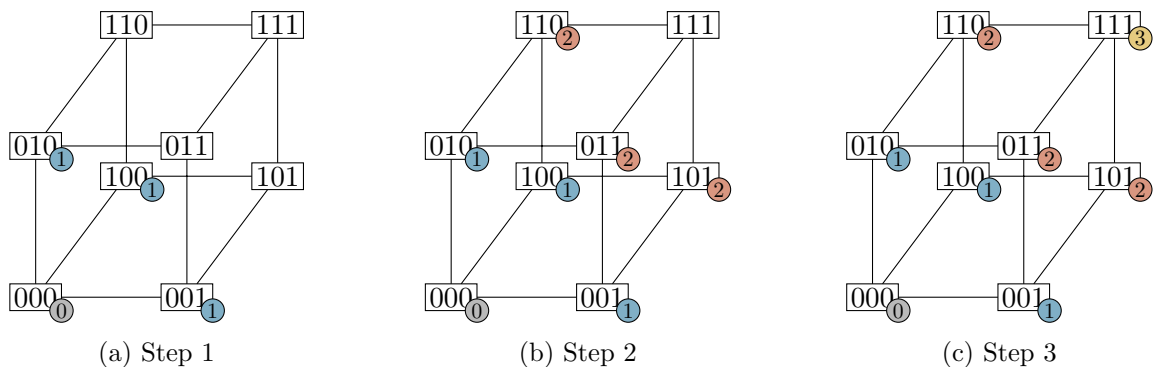 110 111 110 2 111 110 2 111 3
010 1 011 010 1 011 2 010 1 011 2
100 1 101 100 1 101 2 100 1 101 2
000 0 001 1 000 0 001 1 000 0 001 1
(a) Step 1 (b) Step 2 (c) Step 3